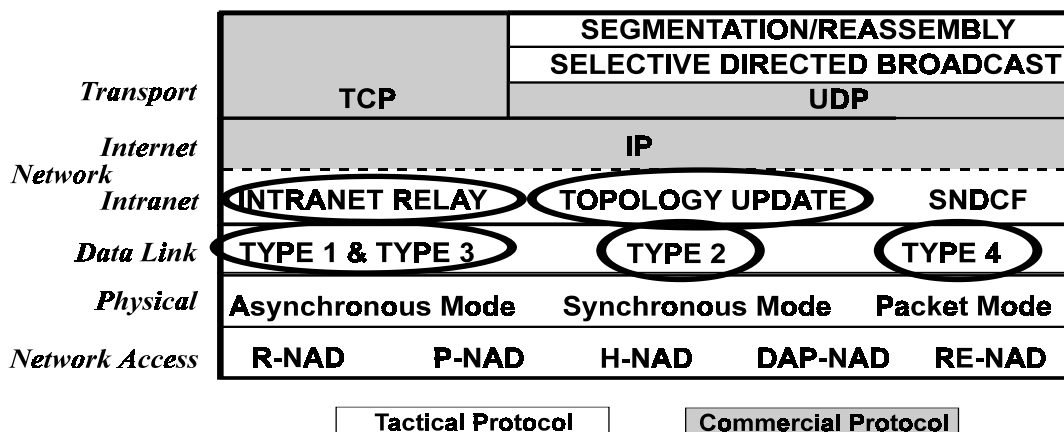 SEGMENTATION/REASSEMBLY
SELECTIVE DIRECTED BROADCAST
Transport TCP UDP
Internet IP
Network
Intranet INTRANET RELAY TOPOLOGY UPDATE SNDCF
Data Link TYPE 1 & TYPE 3 TYPE 2 TYPE 4
Physical Asynchronous Mode Synchronous Mode Packet Mode
Network Access R-NAD P-NAD H-NAD DAP-NAD RE-NAD
Tactical Protocol Commercial Protocol